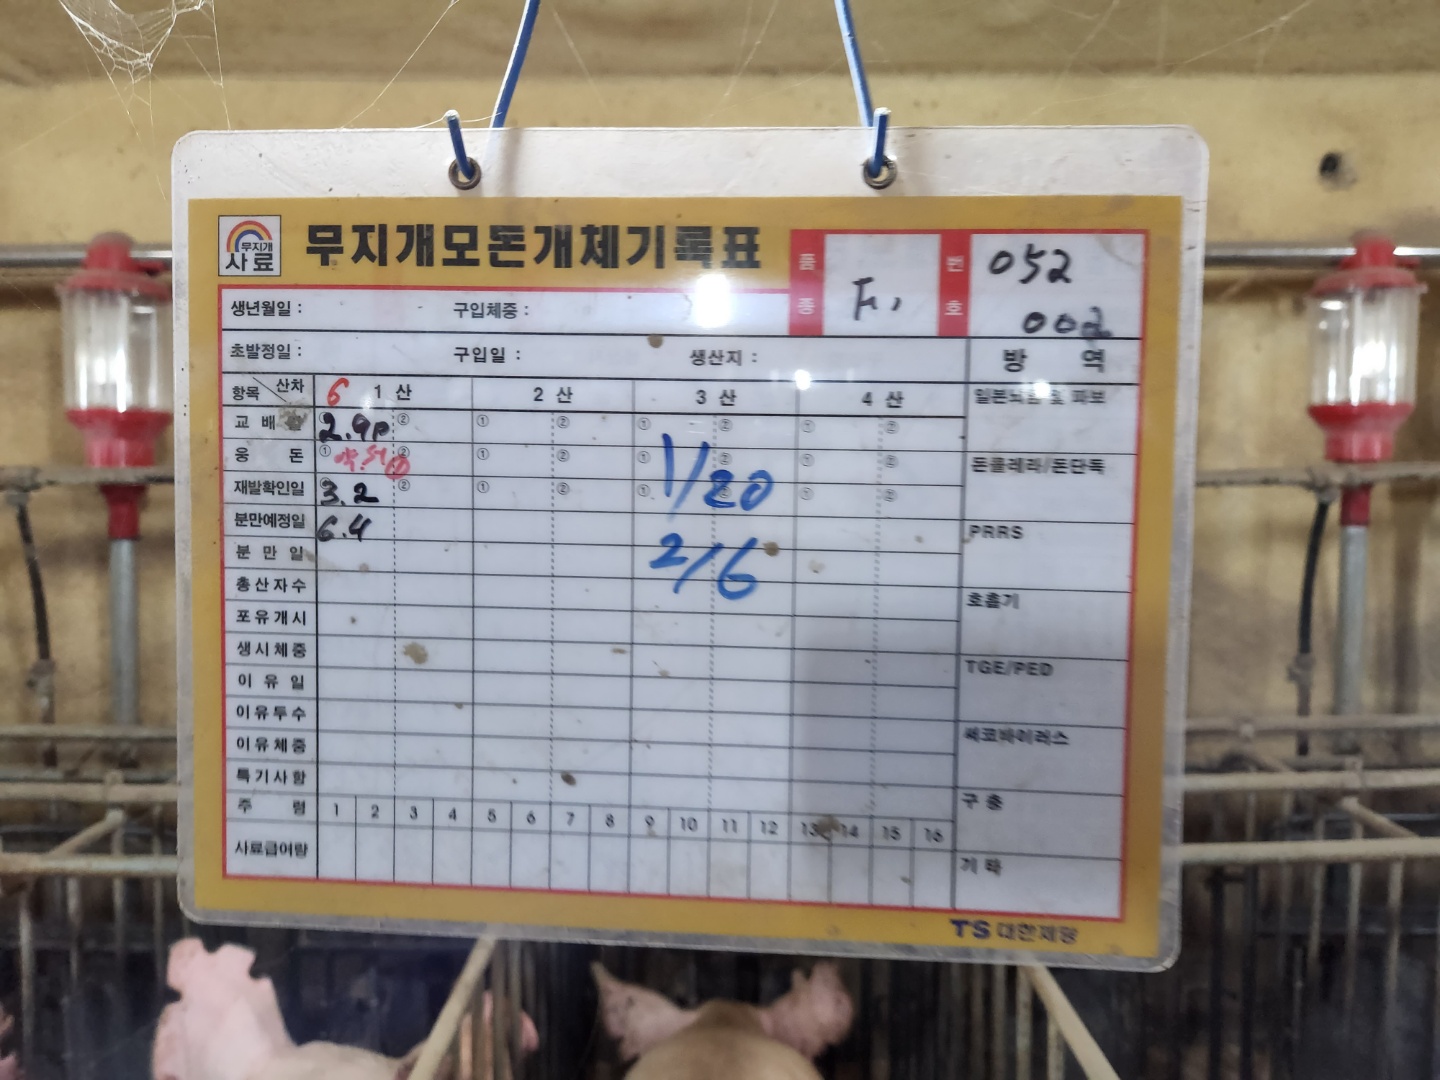 무지개
사료
무지개모돈개체기록표
품종
F1
번호
052
002
생년월일 :
구입체중 :
초발정일 :
구입일 :
생산지 :
방 역
항목 산차
6 1 산
2 산
3 산
4 산
일본뇌염 및 파보
교 배 일
2.9P ②
① ②
① ②
① ②
웅 돈
① ②
① ②
① ②
① ②
돈콜레라/돈단독
1/20
재발확인일
3.2 ②
① ②
① ②
① ②
분만예정일
6.4
PRRS
분 만 일
2/6
총산자수
호흡기
포유개시
생시체중
TGE/PED
이 유 일
이유두수
써코바이러스
이유체중
특기사항
구 충
주 령
1 2 3 4 5 6 7 8 9 10 11 12 13 14 15 16
사료급여량
기 타
TS 대한제당